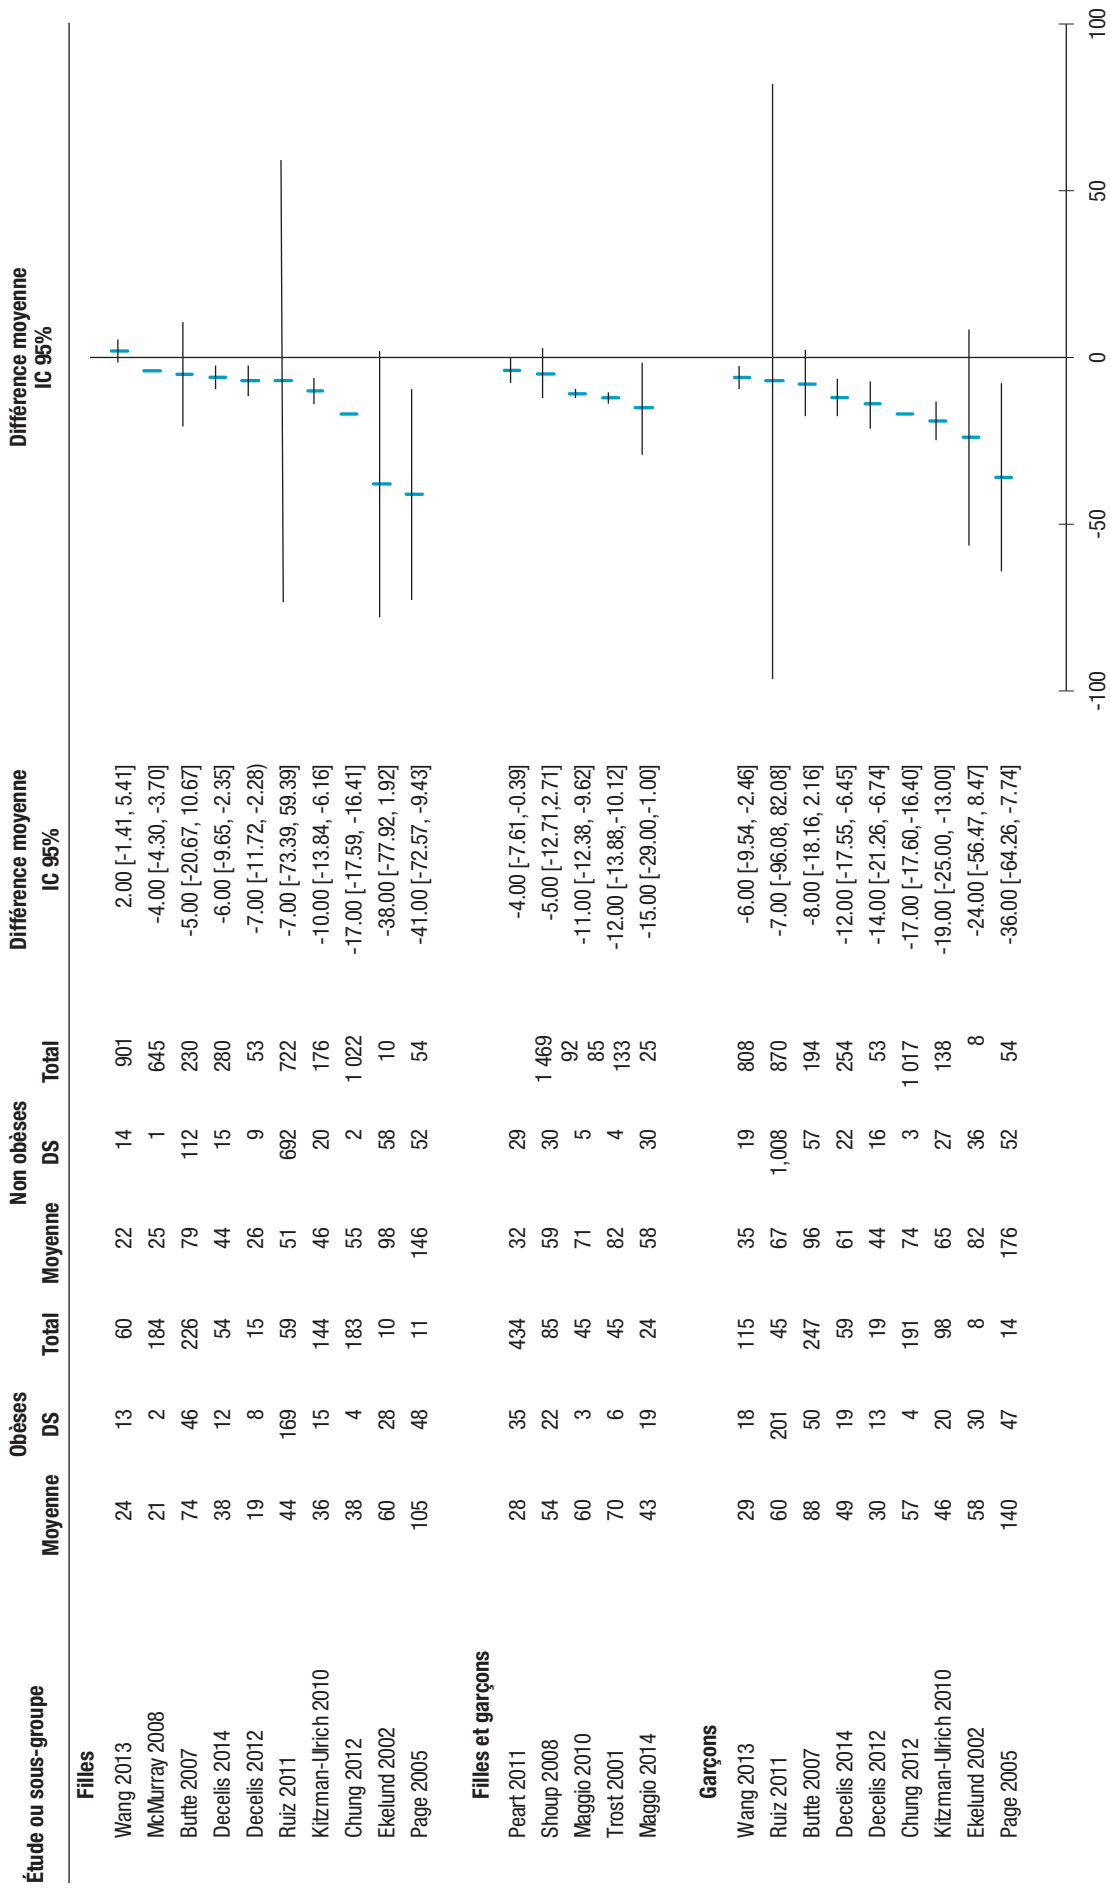 Obèses Non obèses Différence moyenne Différence moyenne
Étude ou sous-groupe Moyenne DS Total Moyenne DS Total IC 95% IC 95%
Filles
Wang 2013 24 13 60 22 14 901 2.00 [-1.41, 5.41]
McMurray 2008 21 2 184 25 1 645 -4.00 [-4.30, -3.70]
Butte 2007 74 46 226 79 112 230 -5.00 [-20.67, 10.67]
Decelis 2014 38 12 54 44 15 280 -6.00 [-9.65, -2.35]
Decelis 2012 19 8 15 26 9 53 -7.00 [-11.72, -2.28)
Ruiz 2011 44 169 59 51 692 722 -7.00 [-73.39, 59.39]
Kitzman-Ulrich 2010 36 15 144 46 20 176 -10.00 [-13.84, -6.16]
Chung 2012 38 4 183 55 2 1 022 -17.00 [-17.59, -16.41]
Ekelund 2002 60 28 10 98 58 10 -38.00 [-77.92, 1.92]
Page 2005 105 48 11 146 52 54 -41.00 [-72.57, -9.43]
Filles et garçons
Peart 2011 28 35 434 32 29 1 469 -4.00 [-7.61,-0.39]
Shoup 2008 54 22 85 59 30 92 -5.00 [-12.71,2.71]
Maggio 2010 60 3 45 71 5 85 -11.00 [-12.38, -9.62]
Trost 2001 70 6 45 82 4 133 -12.00 [-13.88,-10.12]
Maggio 2014 43 19 24 58 30 25 -15.00 [-29.00,-1.00]
Garçons
Wang 2013 29 18 115 35 19 808 -6.00 [-9.54, -2.46]
Ruiz 2011 60 201 45 67 1,008 870 -7.00 [-96.08, 82.08]
Butte 2007 88 50 247 96 57 194 -8.00 [-18.16, 2.16]
Decelis 2014 49 19 59 61 22 254 -12.00 [-17.55, -6.45]
Decelis 2012 30 13 19 44 16 53 -14.00 [-21.26, -6.74]
Chung 2012 57 4 191 74 3 1 017 -17.00 [-17.60,-16.40]
Kitzman-Ulrich 2010 46 20 98 65 27 138 -19.00 [-25.00, -13.00]
Ekelund 2002 58 30 8 82 36 8 -24.00 [-56.47, 8.47]
Page 2005 140 47 14 176 52 54 -36.00 [-64.26, -7.74]
-100 -50 0 50 100